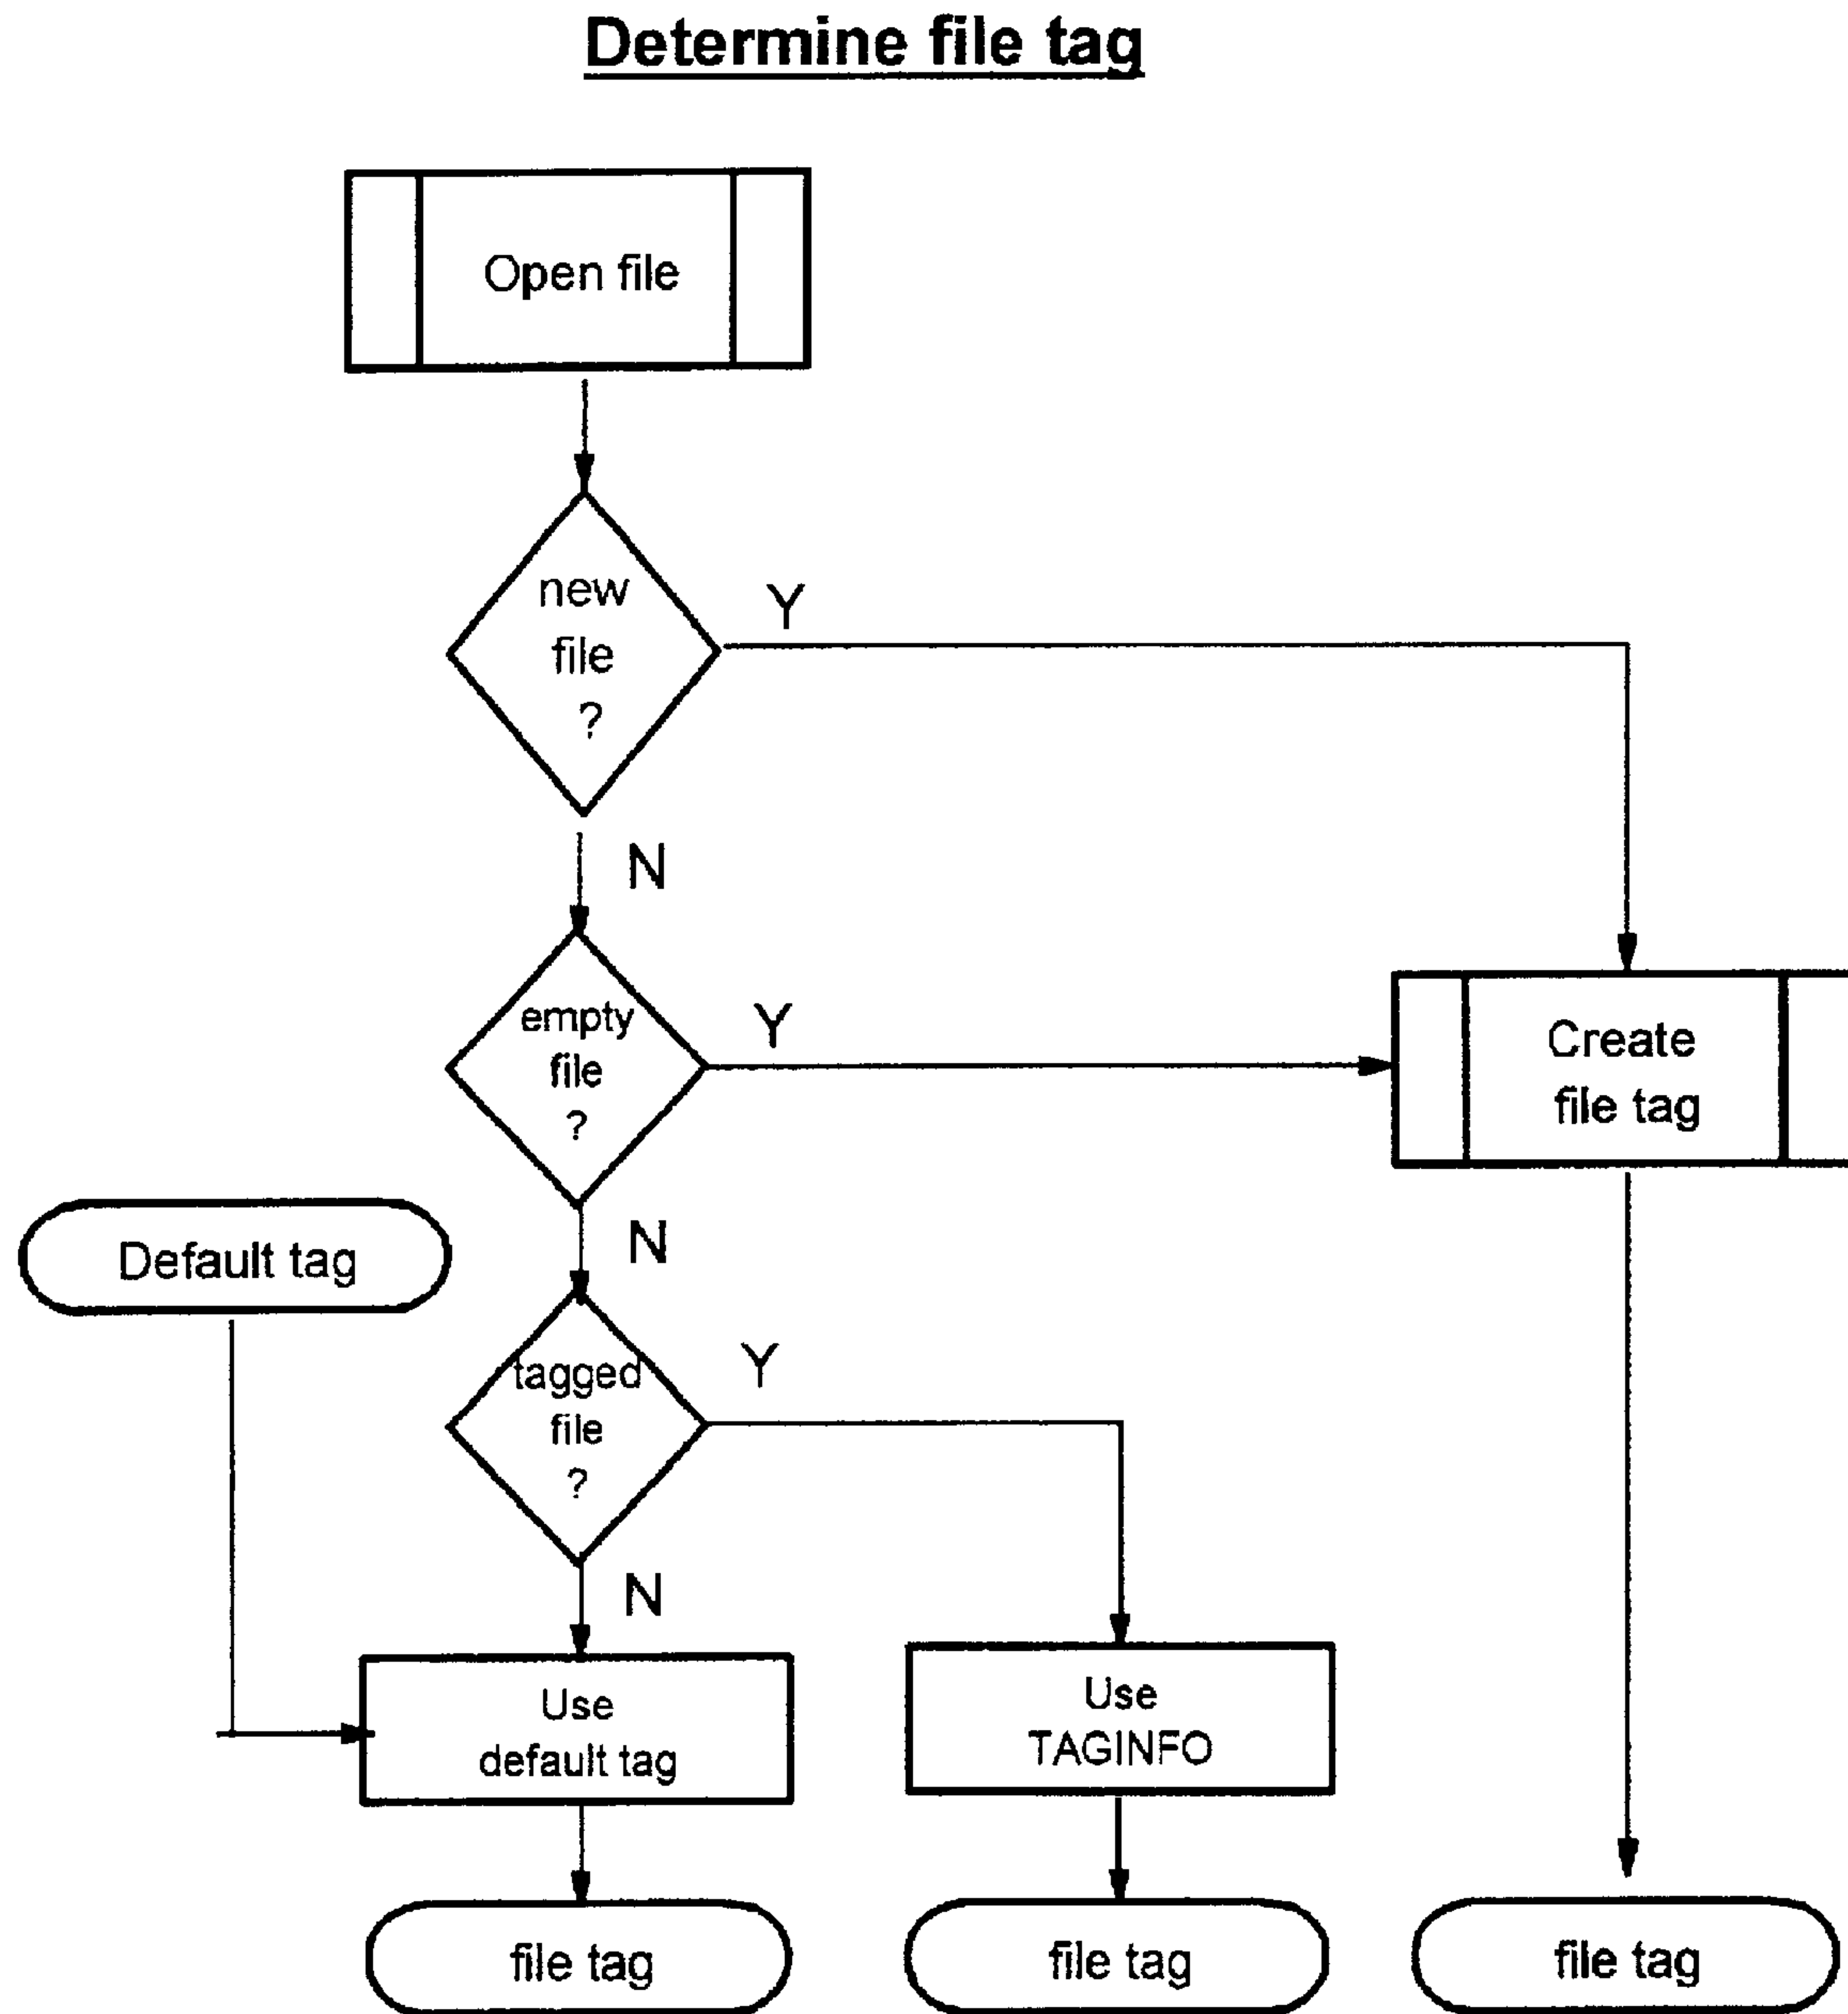 Determine file tag
Open file
new
file
?
Y
N
empty
file
?
Y
Create
file tag
N
Default tag
tagged
file
?
Y
N
Use
default tag
Use
TAGINFO
file tag
file tag
file tag